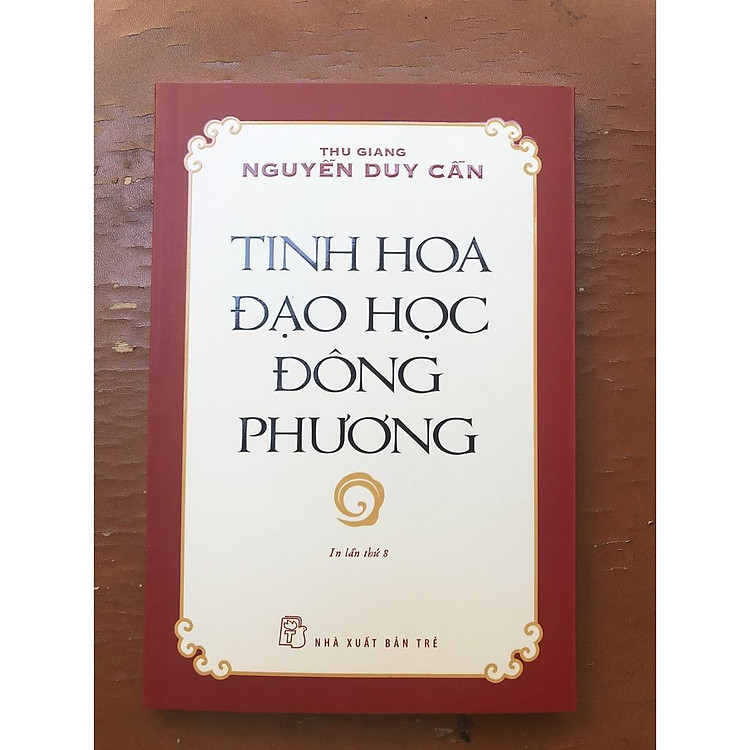 THU GIANG
NGUYỄN DUY CẦN
TINH HOA
ĐẠO HỌC
ĐÔNG
PHƯƠNG
In lần thứ 8
NHÀ XUẤT BẢN TRẺ